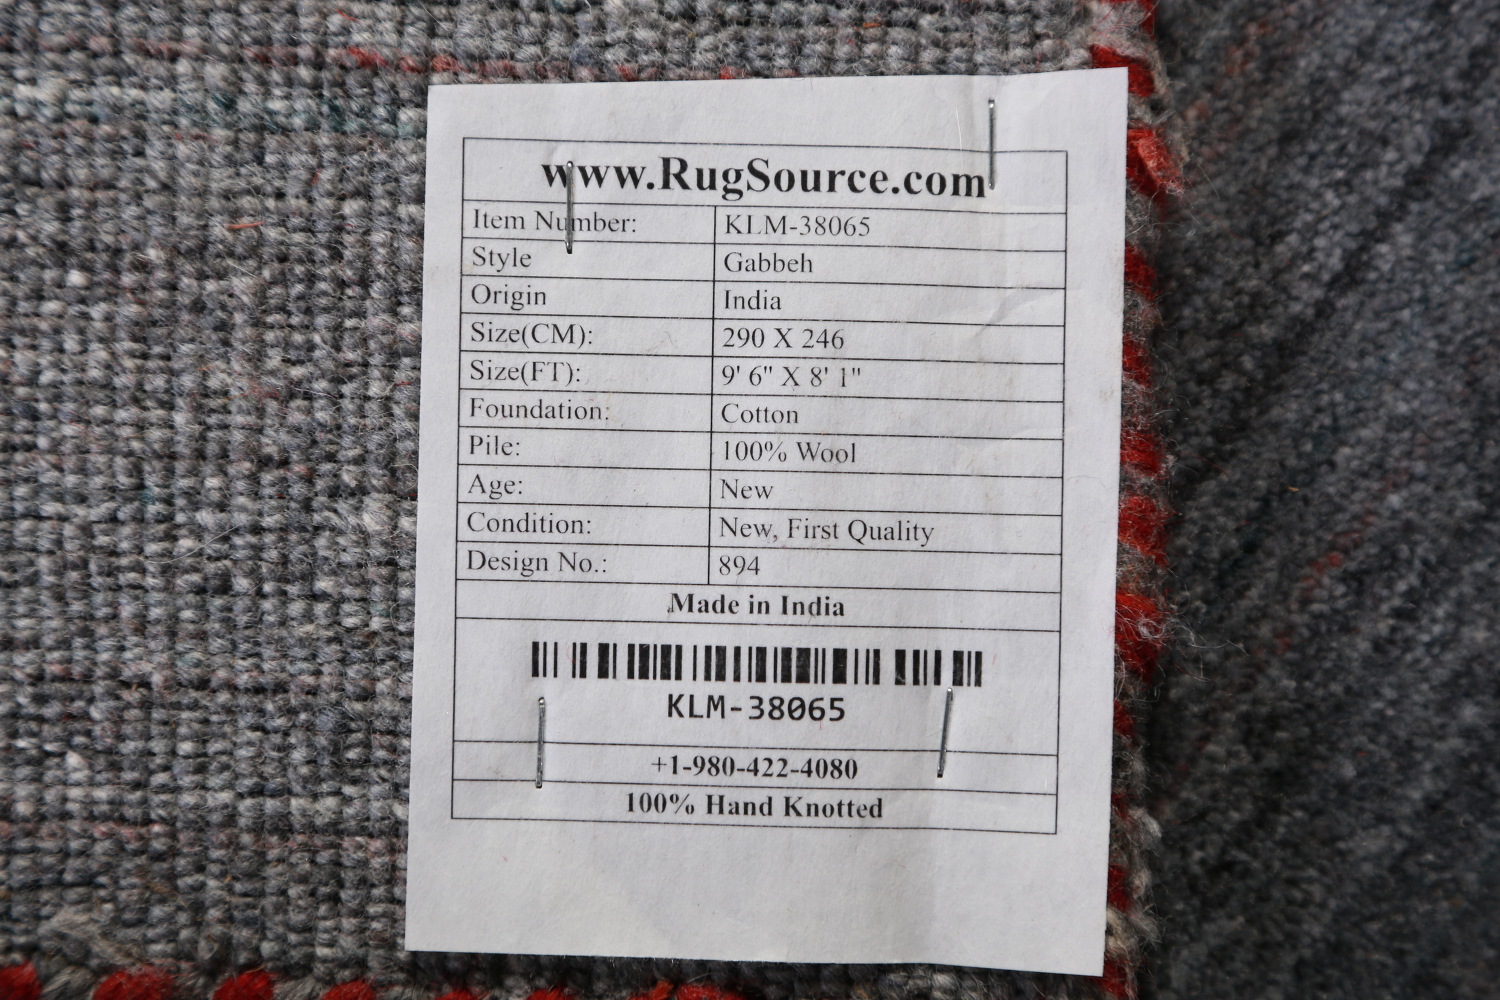 www.RugSource.com
Item Number: KLM-38065
Style Gabbeh
Origin India
Size(CM): 290 X 246
Size(FT): 9' 6" X 8' 1"
Foundation: Cotton
Pile: 100% Wool
Age: New
Condition: New, First Quality
Design No.: 894
Made in India
KLM-38065
+1-980-422-4080
100% Hand Knotted